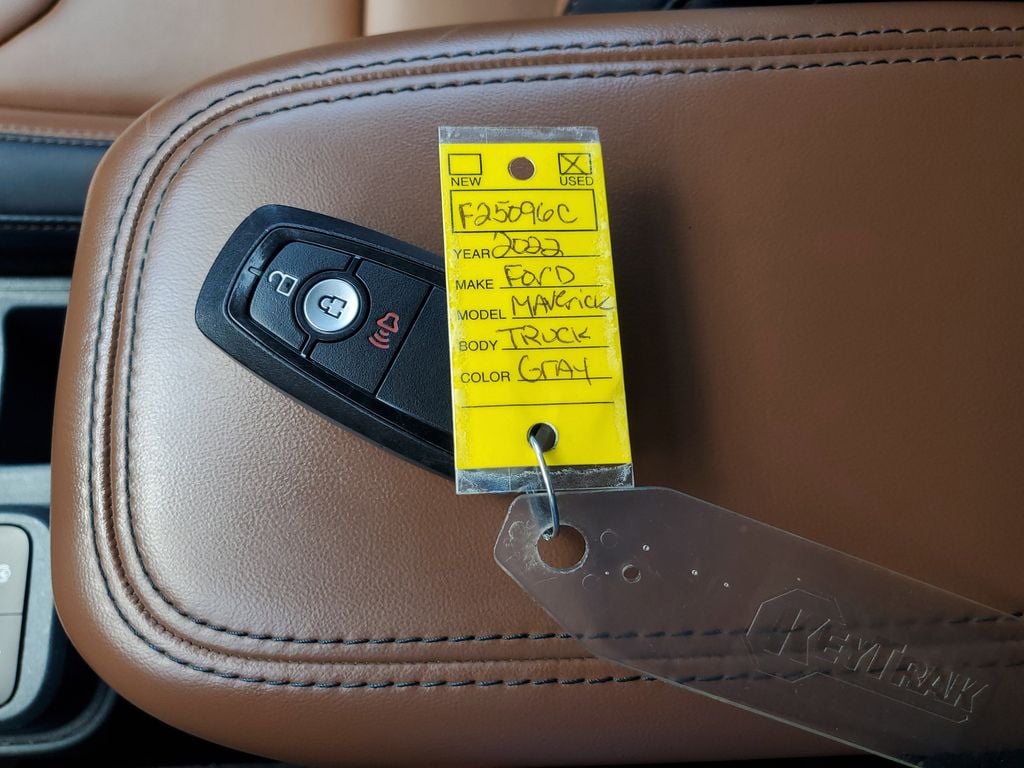 NEW USED
F25096C
YEAR 2022
MAKE FORD
MODEL MAVErick
BODY TRUCK
COLOR GrAY
KEYTRAK